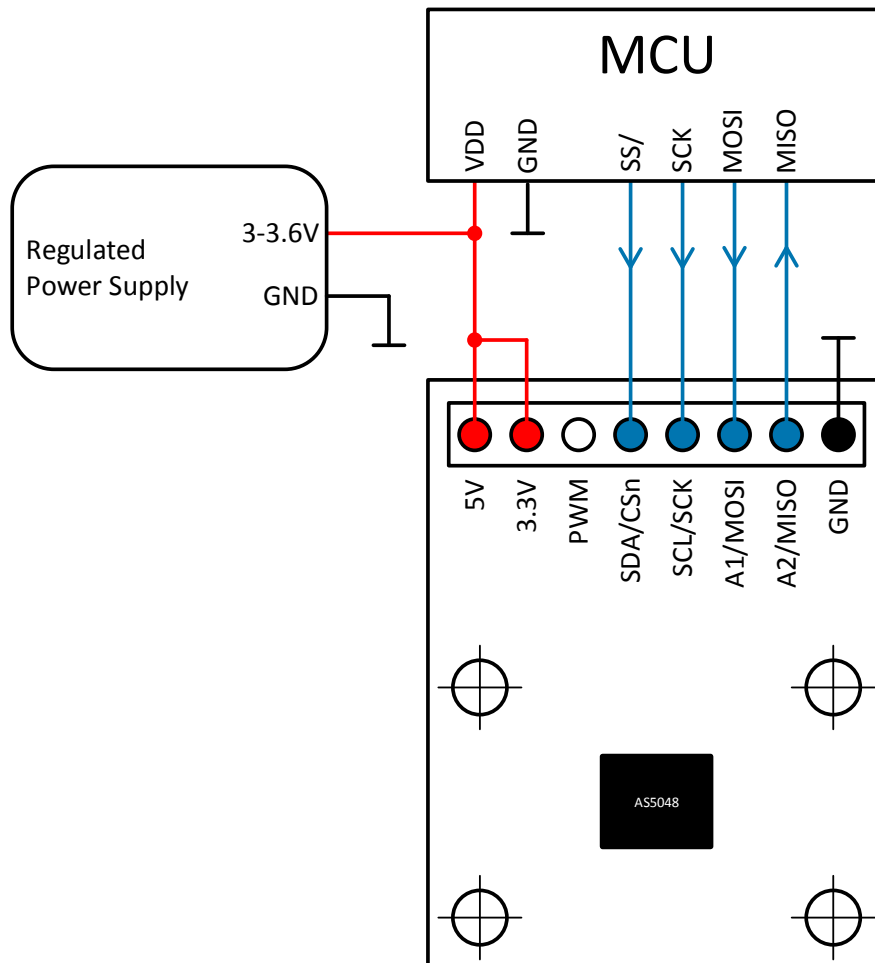 MCU
VDD
GND
SS/
SCK
MOSI
MISO
3-3.6V
Regulated
Power Supply
GND
5V
3.3V
PWM
SDA/CSn
SCL/SCK
A1/MOSI
A2/MISO
GND
AS5048